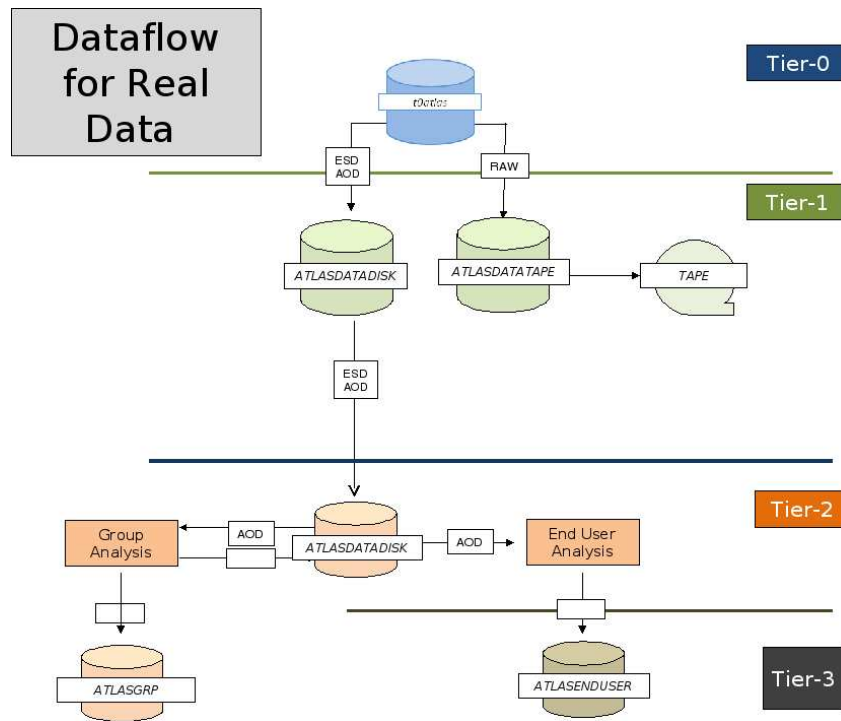 Dataflow
for Real
Data
Tier-0
t0atlas
ESD
AOD
RAW
Tier-1
ATLASDATADISK
ATLASDATATAPE
TAPE
ESD
AOD
Tier-2
Group
Analysis
AOD
ATLASDATADISK
AOD
End User
Analysis
ATLASGRP
ATLASENDUSER
Tier-3